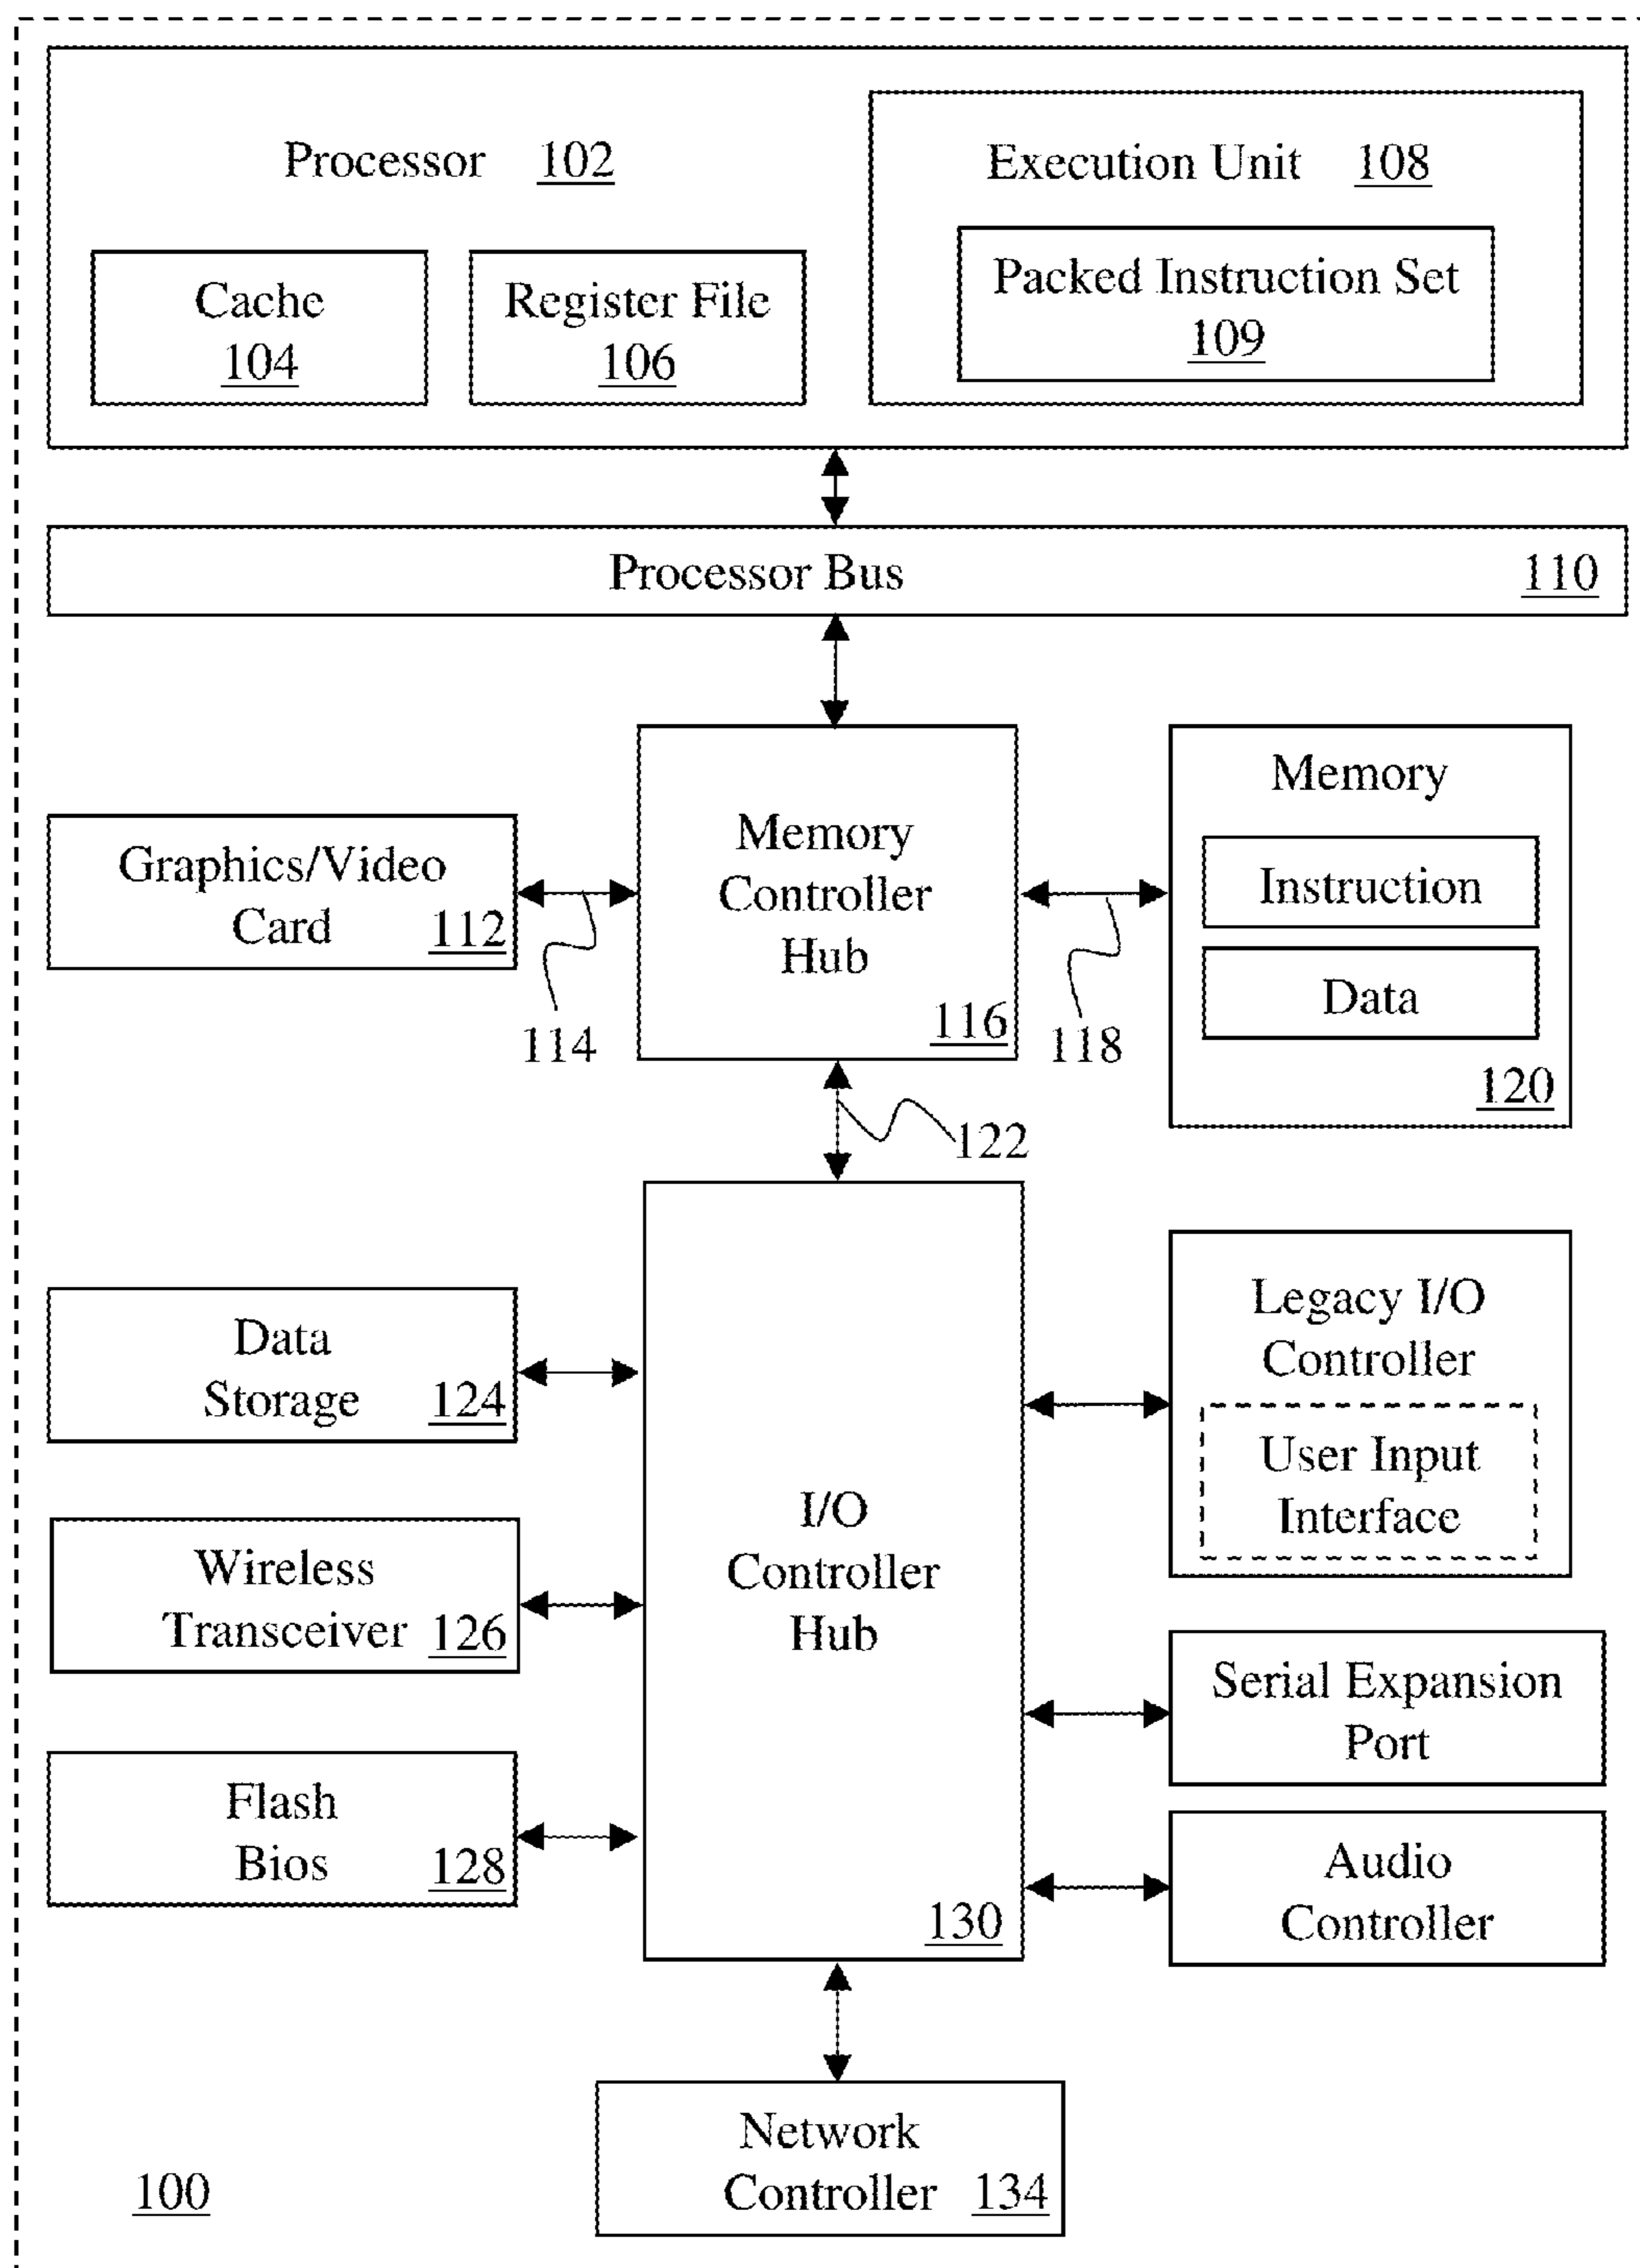 Processor 102
Execution Unit 108
Packed Instruction Set
109
Cache
104
Register File
106
Processor Bus 110
Memory
Controller
Hub
116
Graphics/Video
Card 112
114
118
Memory
Instruction
Data
120
122
I/O
Controller
Hub
130
Data
Storage 124
Wireless
Transceiver 126
Flash
Bios 128
Legacy I/O
Controller
User Input
Interface
Serial Expansion
Port
Audio
Controller
Network
Controller 134
100